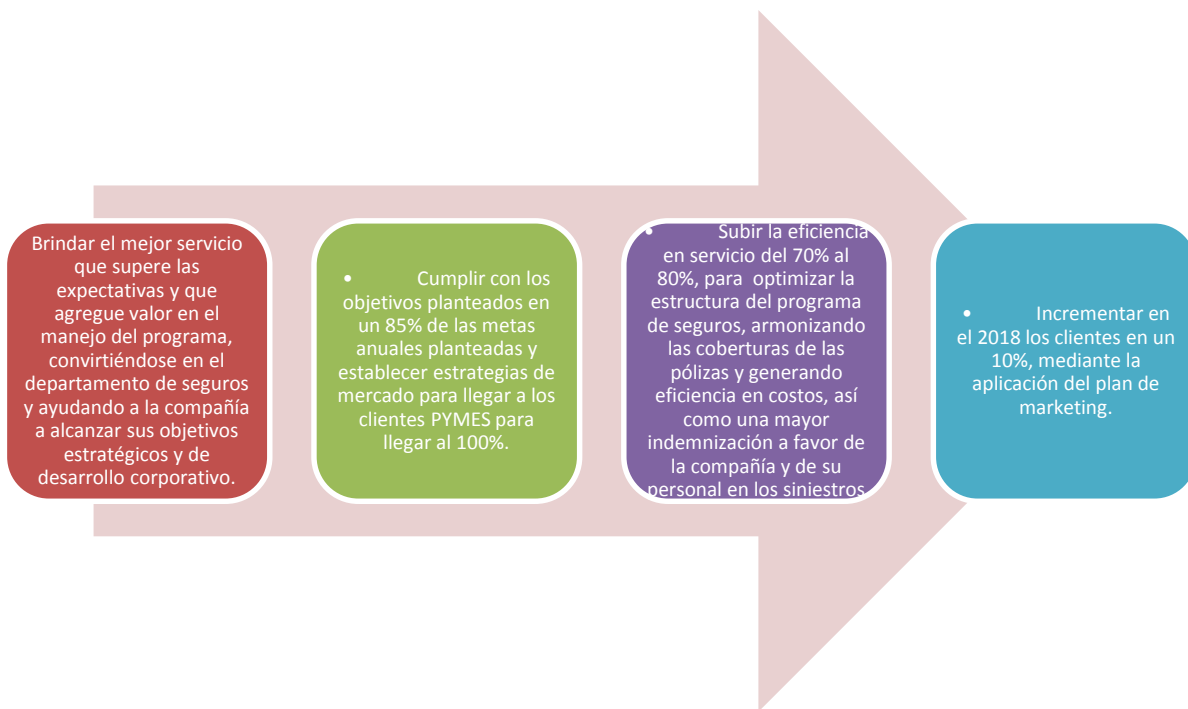 Brindar el mejor servicio
que supere las
expectativas y que
agregue valor en el
manejo del programa,
convirtiéndose en el
departamento de seguros
y ayudando a la compañía
a alcanzar sus objetivos
estratégicos y de
desarrollo corporativo.
• Cumplir con los
objetivos planteados en
un 85% de las metas
anuales planteadas y
establecer estrategias de
mercado para llegar a los
clientes PYMES para
llegar al 100%.
• Subir la eficiencia
en servicio del 70% al
80%, para optimizar la
estructura del programa
de seguros, armonizando
las coberturas de las
pólizas y generando
eficiencia en costos, así
como una mayor
indemnización a favor de
la compañía y de su
personal en los siniestros
• Incrementar en
el 2018 los clientes en un
10%, mediante la
aplicación del plan de
marketing.